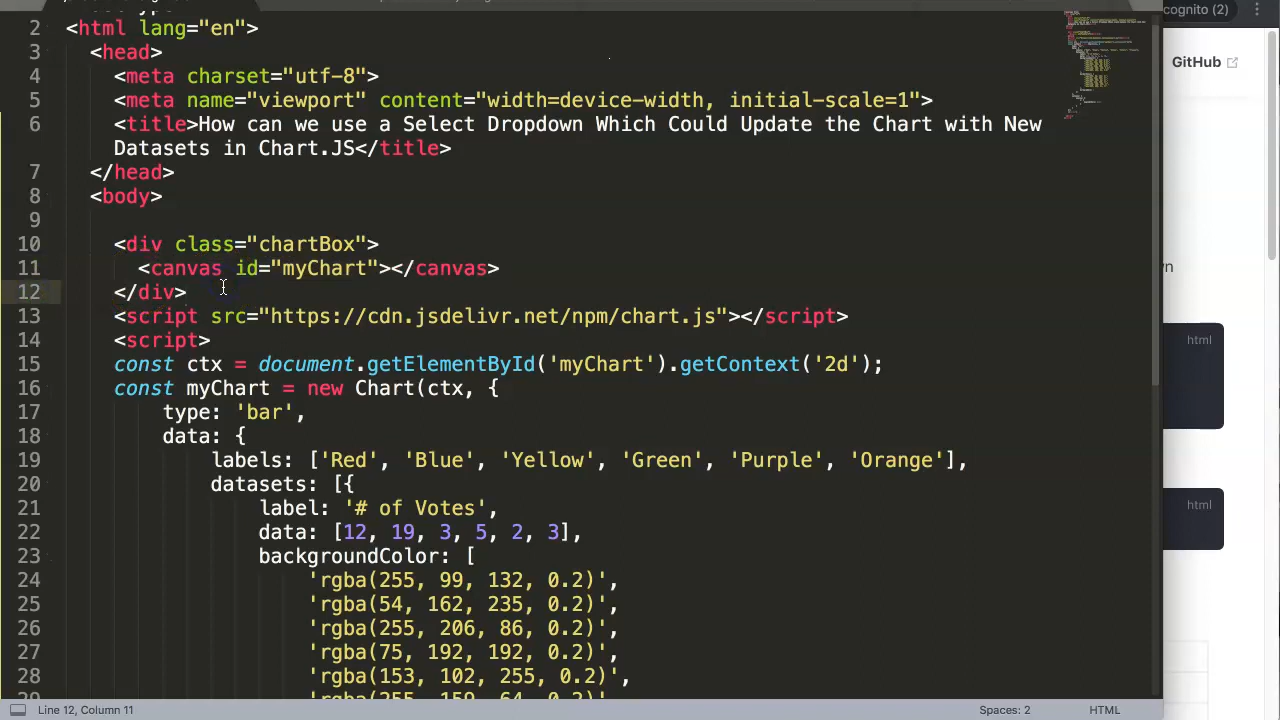 cognito (2)
GitHub
2 <html lang="en">
3 <head>
4 <meta charset="utf-8">
5 <meta name="viewport" content="width=device-width, initial-scale=1">
6 <title>How can we use a Select Dropdown Which Could Update the Chart with New
Datasets in Chart.JS</title>
7 </head>
8 <body>
9
10 <div class="chartBox">
11 <canvas id="myChart"></canvas>
12 </div>
13 <script src="https://cdn.jsdelivr.net/npm/chart.js"></script>
14 <script>
15 const ctx = document.getElementById('myChart').getContext('2d');
16 const myChart = new Chart(ctx, {
17 type: 'bar',
18 data: {
19 labels: ['Red', 'Blue', 'Yellow', 'Green', 'Purple', 'Orange'],
20 datasets: [{
21 label: '# of Votes',
22 data: [12, 19, 3, 5, 2, 3],
23 backgroundColor: [
24 'rgba(255, 99, 132, 0.2)',
25 'rgba(54, 162, 235, 0.2)',
26 'rgba(255, 206, 86, 0.2)',
27 'rgba(75, 192, 192, 0.2)',
28 'rgba(153, 102, 255, 0.2)',
29 'rgba(255, 159, 64, 0.2)'
html
html
Line 12, Column 11
Spaces: 2
HTML